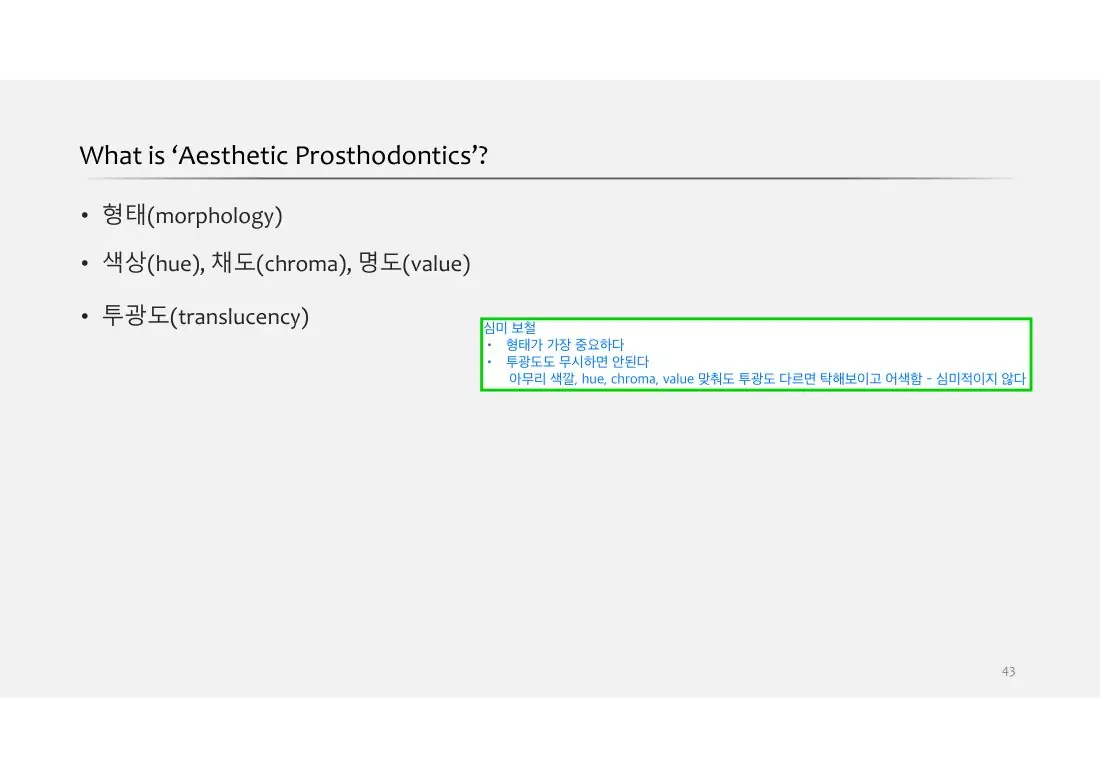 What is ‘Aesthetic Prosthodontics’?
• 형태(morphology)
• 색상(hue), 채도(chroma), 명도(value)
• 투광도(translucency)
심미 보철
• 형태가 가장 중요하다
• 투광도도 무시하면 안된다
아무리 색깔, hue, chroma, value 맞춰도 투광도 다르면 탁해보이고 어색함 - 심미적이지 않다
43